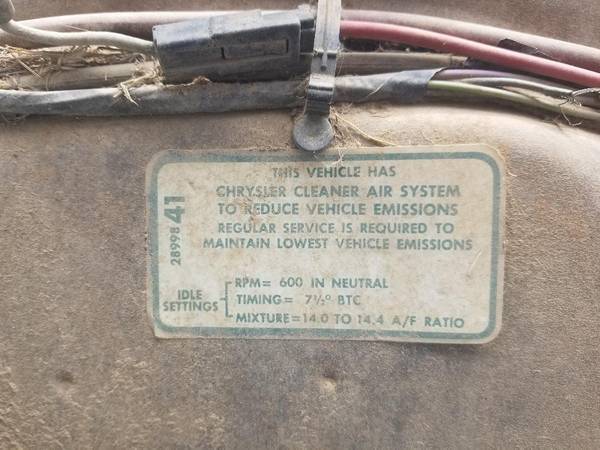 THIS VEHICLE HAS
CHRYSLER CLEANER AIR SYSTEM
TO REDUCE VEHICLE EMISSIONS
REGULAR SERVICE IS REQUIRED TO
MAINTAIN LOWEST VEHICLE EMISSIONS
2899841
IDLE SETTINGS
RPM= 600 IN NEUTRAL
TIMING= 7½° BTC
MIXTURE=14.0 TO 14.4 A/F RATIO